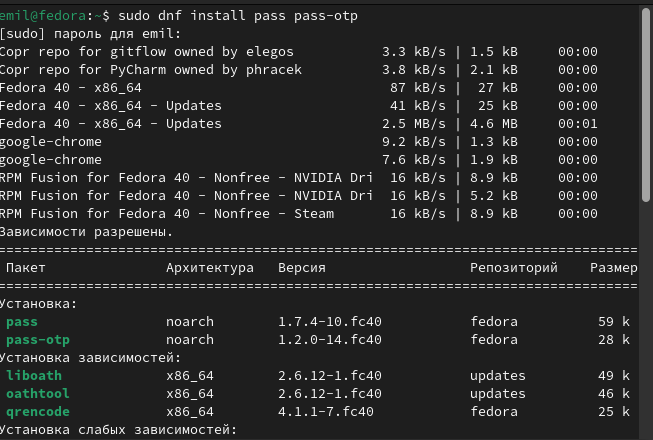 emil@fedora:~$ sudo dnf install pass pass-otp
[sudo] пароль для emil:
Copr repo for gitflow owned by elegos 3.3 kB/s | 1.5 kB 00:00
Copr repo for PyCharm owned by phracek 3.8 kB/s | 2.1 kB 00:00
Fedora 40 - x86_64 87 kB/s | 27 kB 00:00
Fedora 40 - x86_64 - Updates 41 kB/s | 25 kB 00:00
Fedora 40 - x86_64 - Updates 2.5 MB/s | 4.6 MB 00:01
google-chrome 9.2 kB/s | 1.3 kB 00:00
google-chrome 7.6 kB/s | 1.9 kB 00:00
RPM Fusion for Fedora 40 - Nonfree - NVIDIA Dri 16 kB/s | 8.9 kB 00:00
RPM Fusion for Fedora 40 - Nonfree - NVIDIA Dri 16 kB/s | 5.2 kB 00:00
RPM Fusion for Fedora 40 - Nonfree - Steam 16 kB/s | 8.9 kB 00:00
Зависимости разрешены.
================================================================================
Пакет Архитектура Версия Репозиторий Размер
================================================================================
Установка:
pass noarch 1.7.4-10.fc40 fedora 59 k
pass-otp noarch 1.2.0-14.fc40 fedora 28 k
Установка зависимостей:
liboath x86_64 2.6.12-1.fc40 updates 49 k
oathtool x86_64 2.6.12-1.fc40 updates 46 k
qrencode x86_64 4.1.1-7.fc40 fedora 25 k
Установка слабых зависимостей: